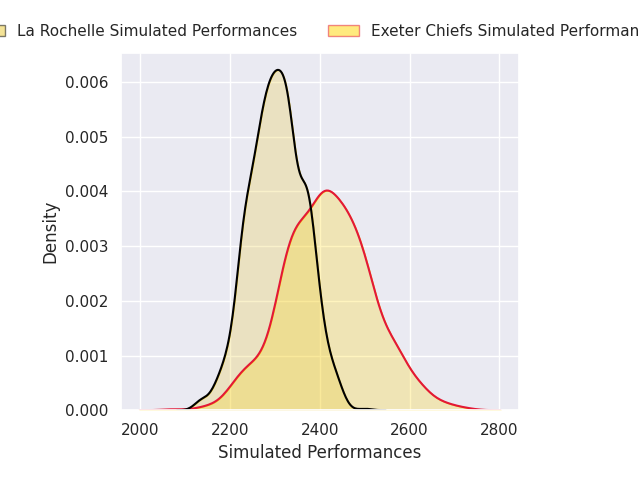 La Rochelle Simulated Performances
Exeter Chiefs Simulated
0.006
0.005
0.004
0.003
0.002
0.001
0.000
Density
2000 2200 2400 2600 2800
Simulated Performances